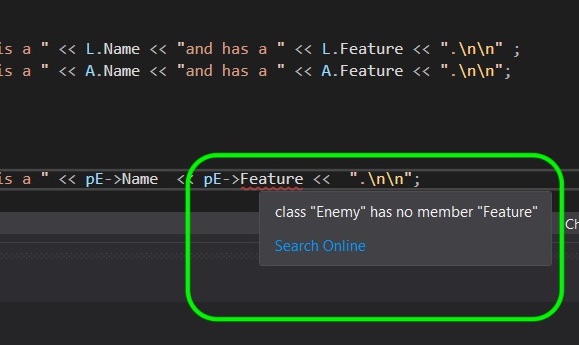 is a " << L.Name << "and has a " << L.Feature << ".\n\n" ;
is a " << A.Name << "and has a " << A.Feature << ".\n\n";
is a " << pE->Name  << pE->Feature <<  ".\n\n";
class "Enemy" has no member "Feature"
Ch
Search Online